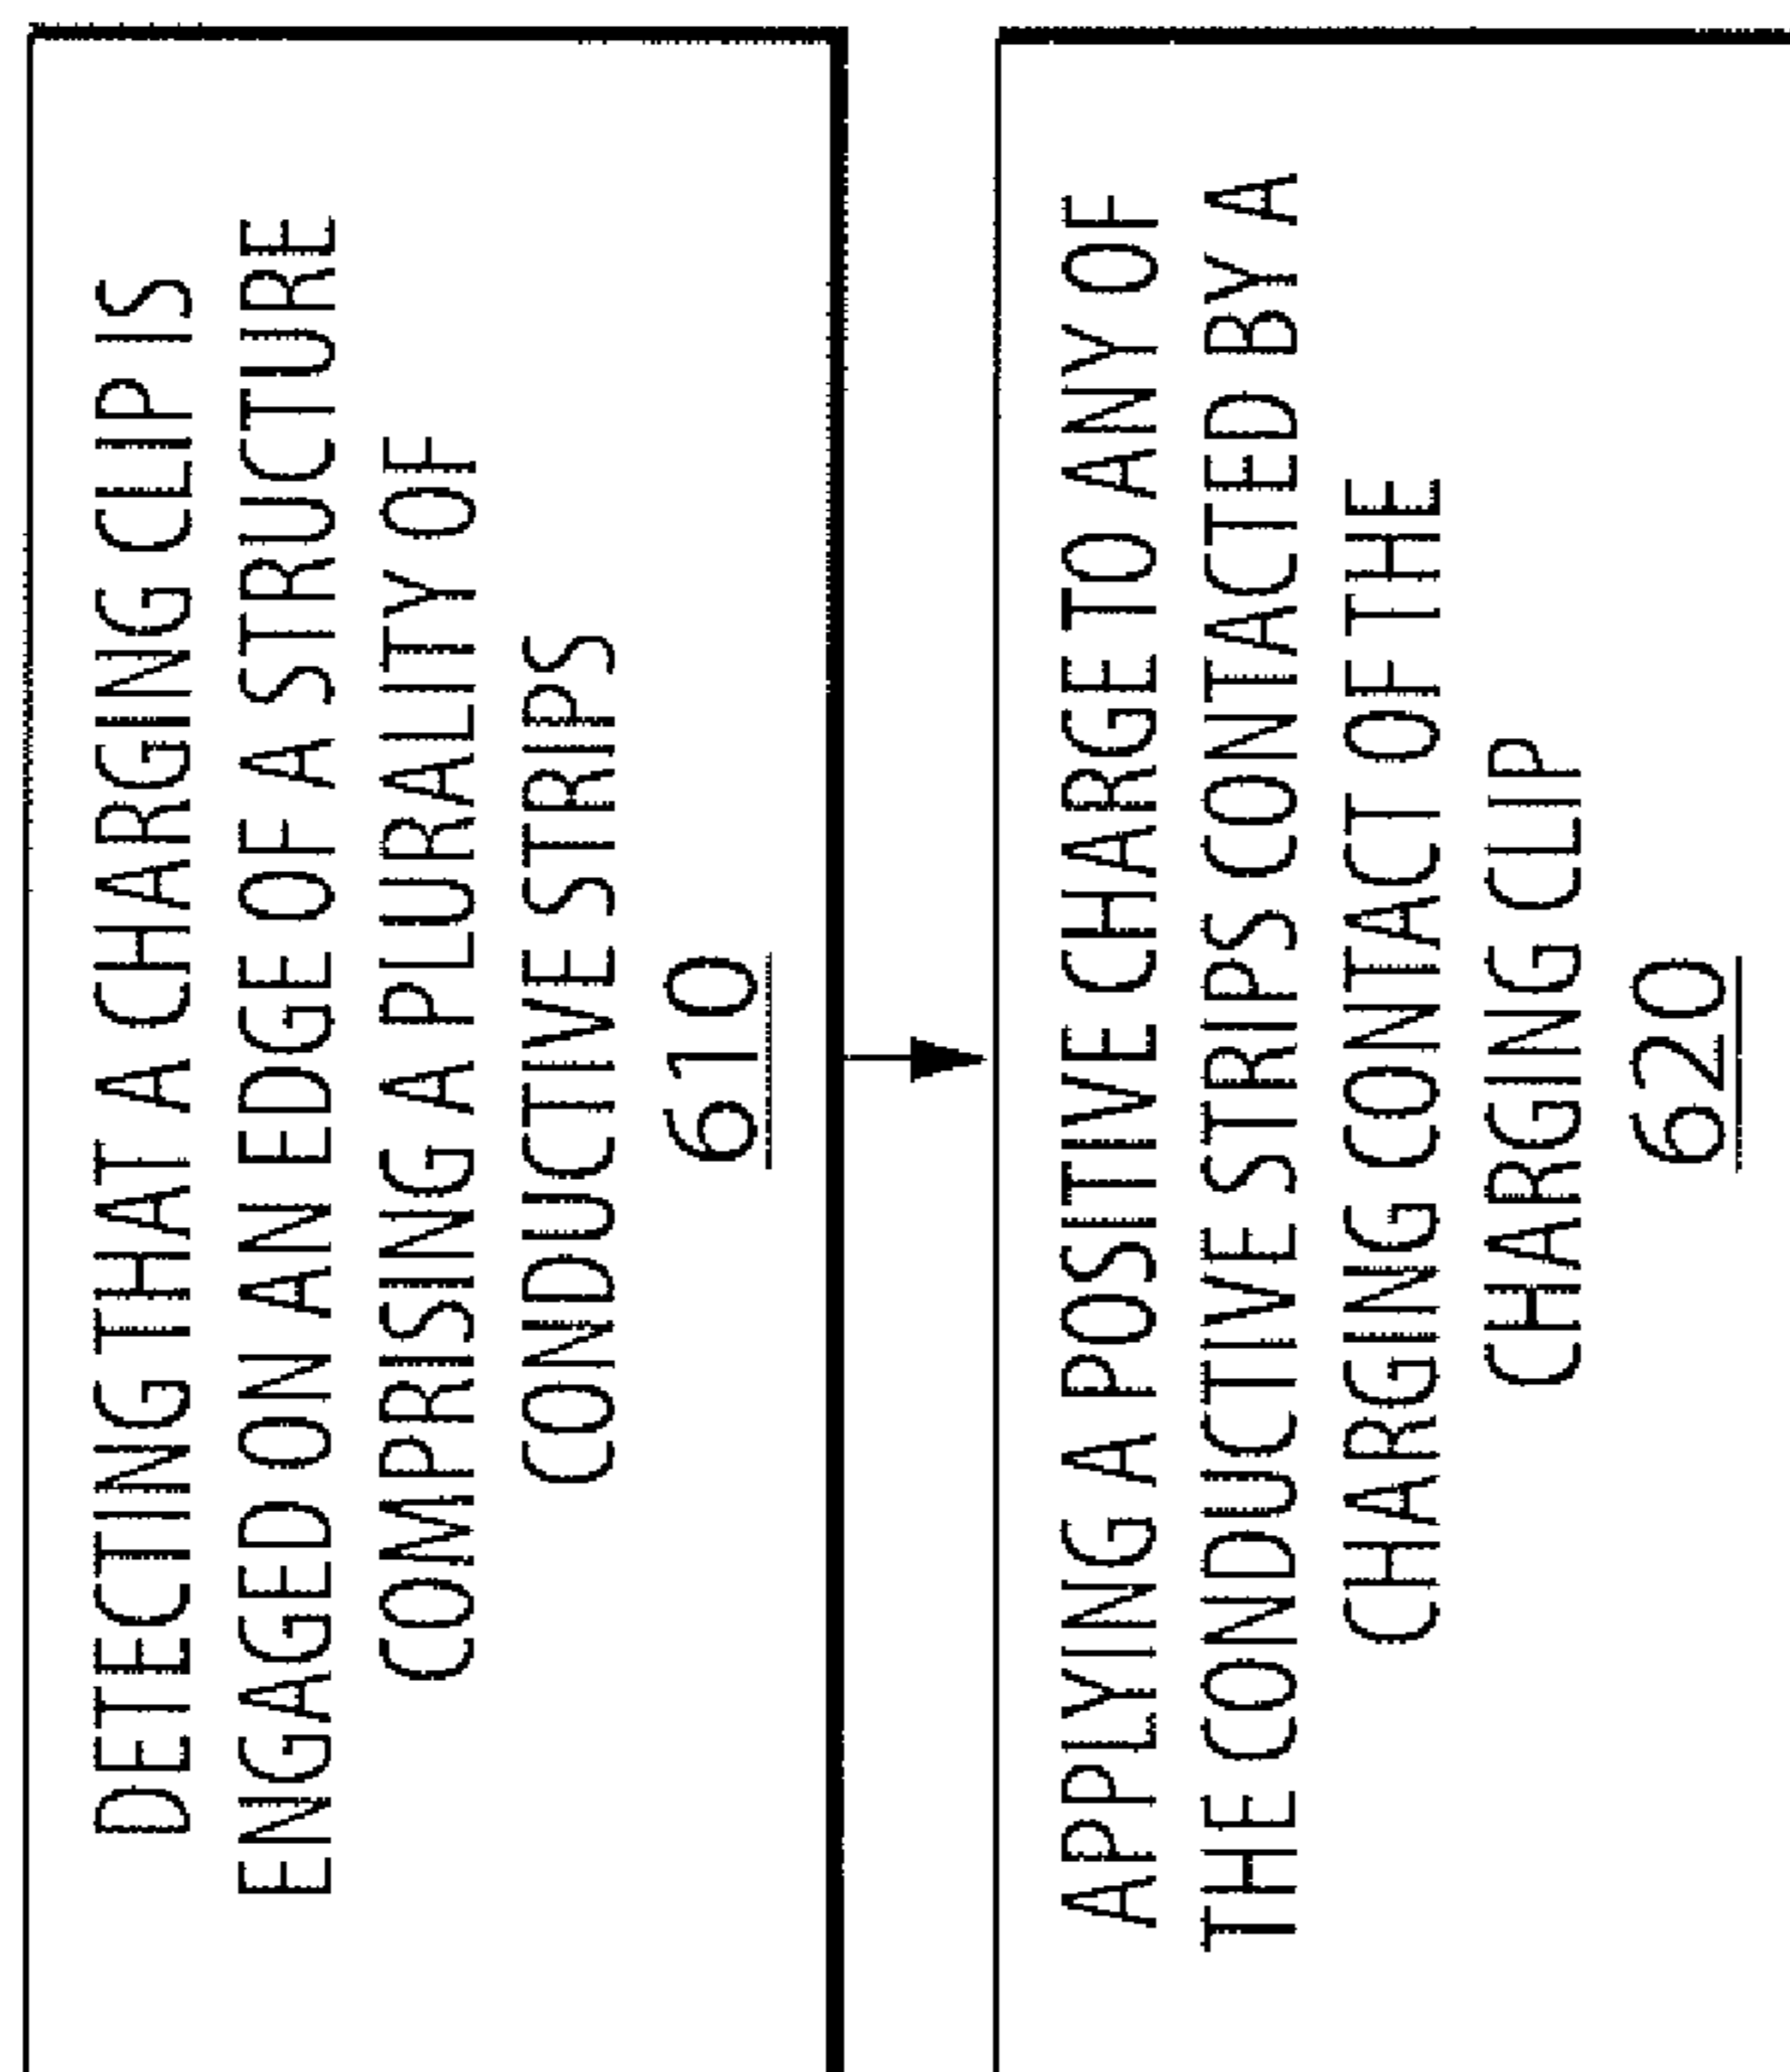 DETECTING THAT A CHARGING CLIP IS
ENGAGED ON AN EDGE OF A STRUCTURE
COMPRISING A PLURALITY OF
CONDUCTIVE STRIPS
610
APPLYING A POSITIVE CHARGE TO ANY OF
THE CONDUCTIVE STRIPS CONTACTED BY A
CHARGING CONTACT OF THE
CHARGING CLIP
620